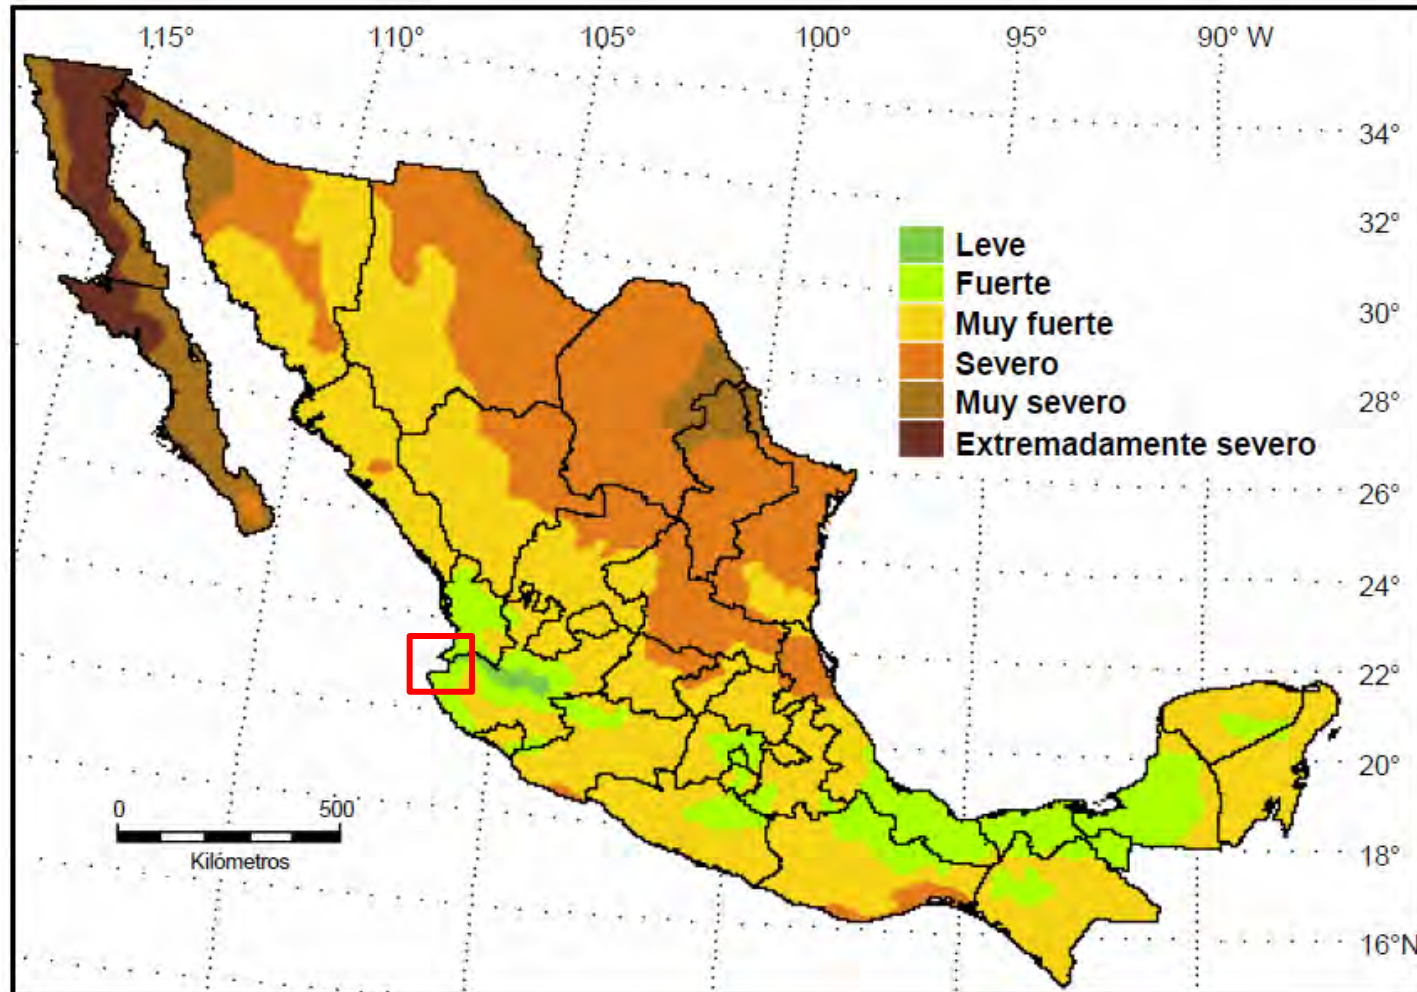 1,15° 110° 105° 100° 95° 90° W
34°
32°
Leve
Fuerte
30°
Muy fuerte
Severo
28°
Muy severo
Extremadamente severo
26°
24°
22°
20°
0 500
Kilómetros
18°
16°N